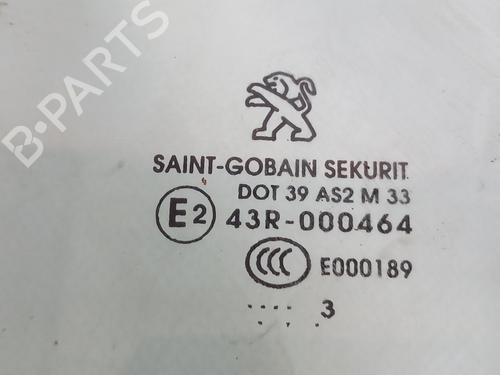 B-PARTS
SAINT-GOBAIN SEKURIT
DOT 39 AS2 M 33
E2 43R-000464
CCC E000189
.... 3